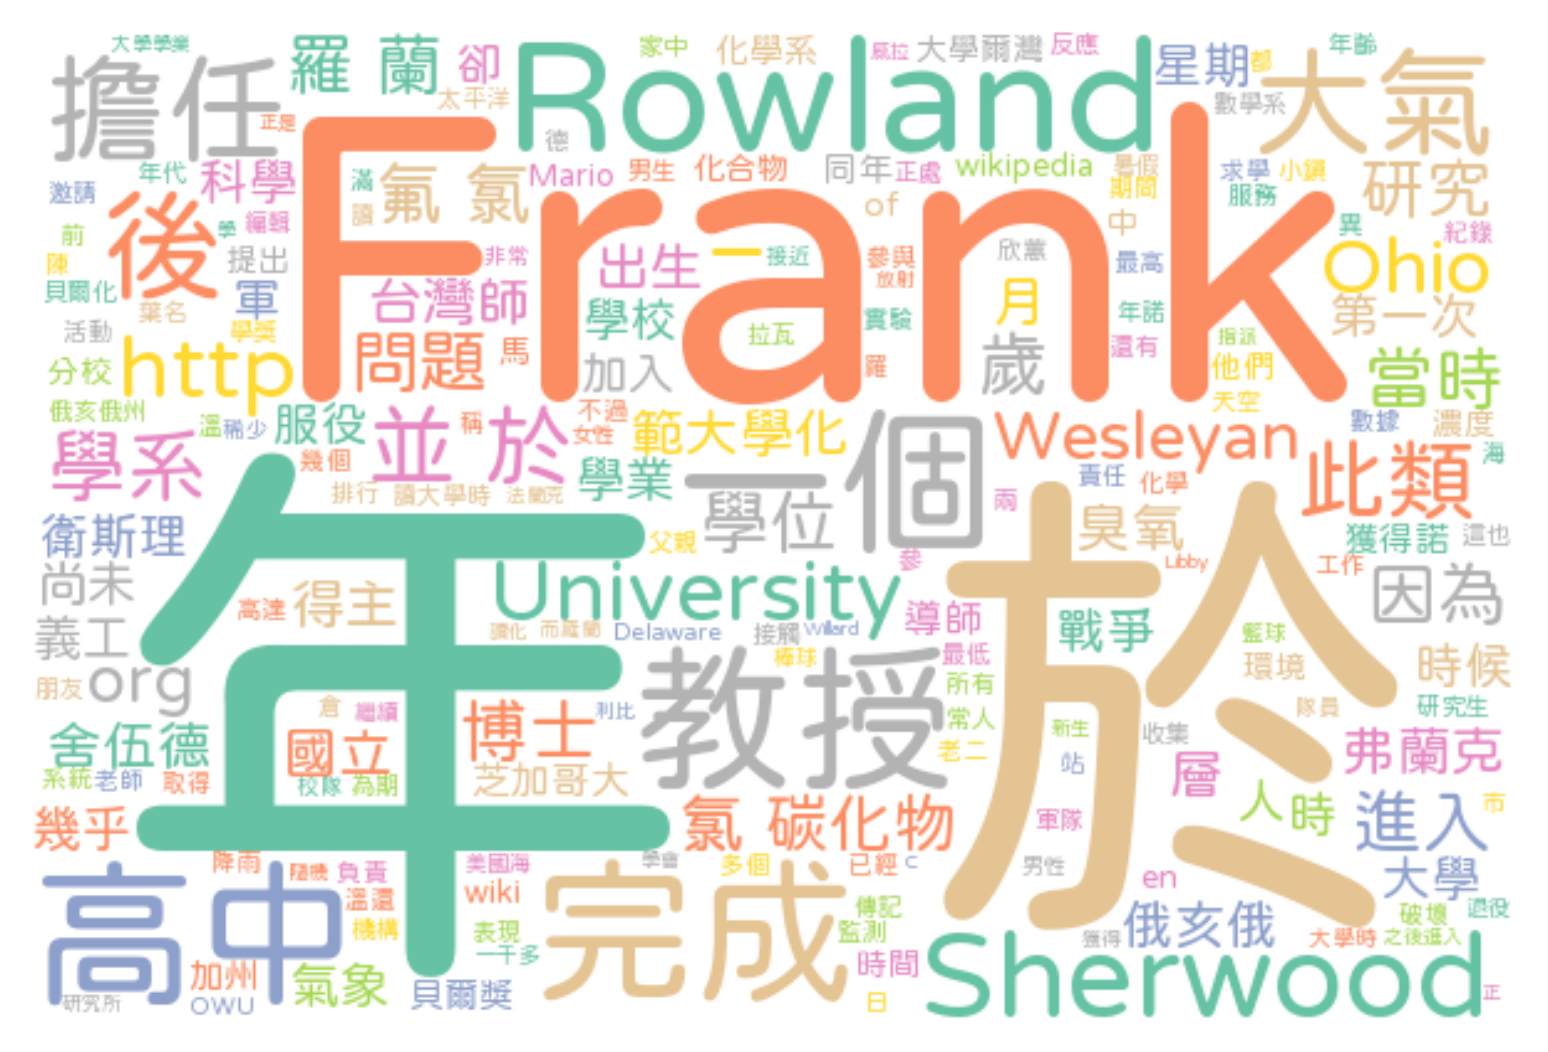 大學學業
羅 蘭
卻
家中
化學系
大學爾灣
反應
年齡
擔任
太平洋
Rowland
威拉
星期
都
大氣
數學系
正是
德
Frank
年代
科學
滿
氟 氯
Mario
男生
化合物
同年
正處
wikipedia
暑假
求學
小鎮
研究
邀請
後
讀
of
期間
服務
前
學
編輯
中
異
紀錄
陳
提出
非常
出生
一
接近
參與
欣蕙
最高
Ohio
貝爾化
葉名
軍
台灣師
放射
月
第一次
活動
學獎
學校
拉瓦
實驗
年諾
指派
分校
http
問題
馬
加入
羅
歲
還有
他們
當時
俄亥俄州
天空
溫
稀少
服役
並 於
稱
不過
女性
範大學化
一個
Wesleyan
數據
濃度
學系
幾個
學業
此類
海
排行
讀大學時
法蘭克
學位
兩
責任
化學
衛斯理
年
父親
臭氧
於
獲得諾
這也
尚未
參
Libby
工作
因為
高達
得主
University
導師
戰爭
籃球
義工
讀化
而羅蘭
Delaware
接觸
Willard
棒球
最低
環境
時候
朋友
org
教授
所有
倉
繼續
博士
利比
常人
隊員
研究生
舍伍德
國立
老二
新生
收集
弗蘭克
系統
老師
取得
校隊
為期
芝加哥大
站
層
幾乎
氯 碳化物
軍隊
人
時
進入
市
降雨
隨機
負責
美國海
學會
多個
已經
c
男性
大學
高中
溫還
wiki
完成
en
機構
表現
傳記
監測
俄亥俄
破壞
退役
一千多
獲得
大學時
之後進入
加州
氣象
時間
Sherwood
研究所
OWU
貝爾獎
日
正